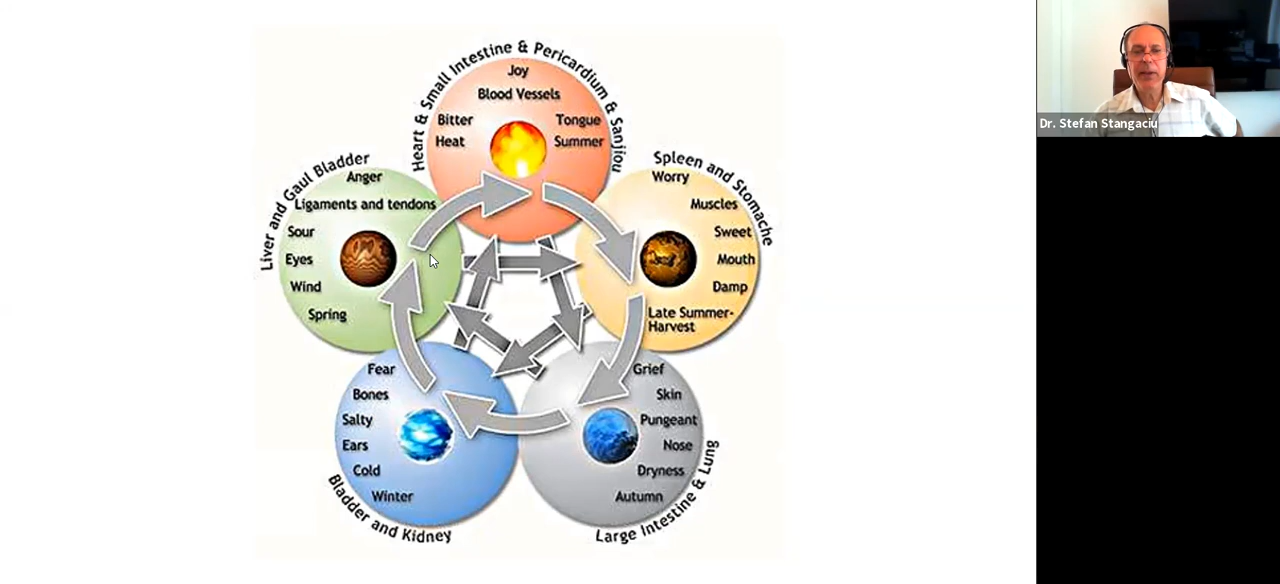 Heart & Small Intestine & Pericardium & Sanjiou
Joy
Blood Vessels
Bitter
Tongue
Heat
Summer
Liver and Gaul Bladder
Anger
Ligaments and tendons
Sour
Eyes
Wind
Spring
Spleen and Stomache
Worry
Muscles
Sweet
Mouth
Damp
Late Summer-
Harvest
Fear
Bones
Salty
Ears
Cold
Winter
Bladder and Kidney
Grief
Skin
Pungeant
Nose
Dryness
Autumn
Large Intestine & Lung
Dr. Stefan Stangaciu